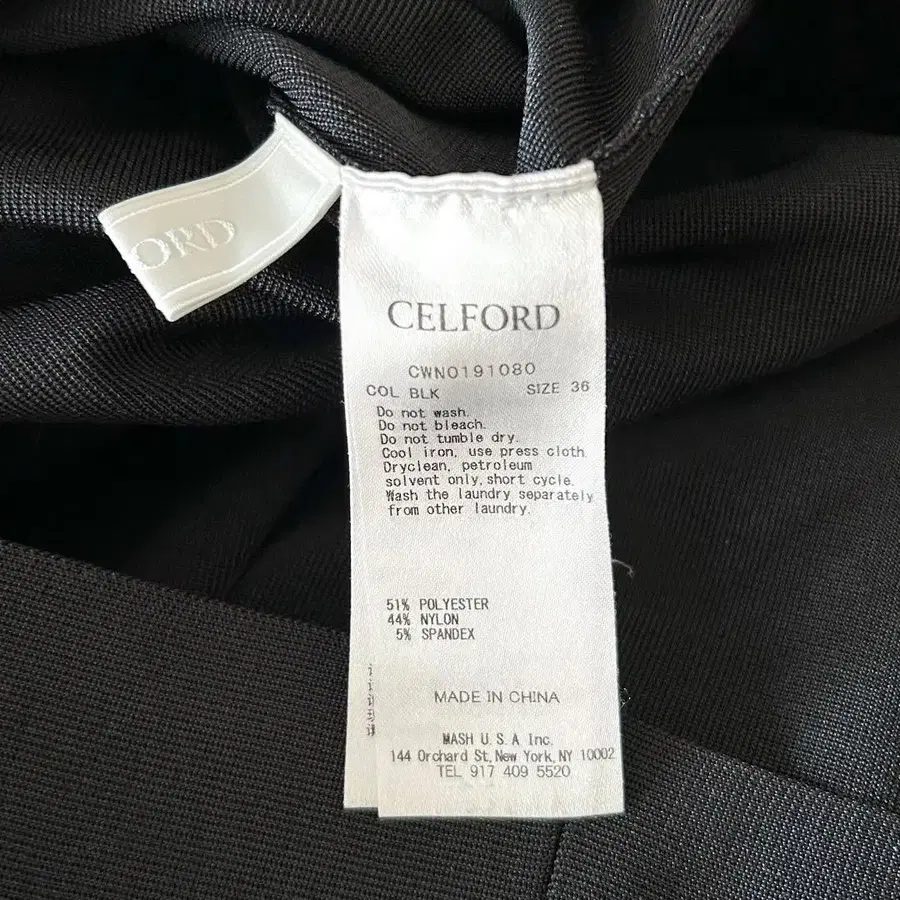 ORD
CELFORD
CWNO191080
COL BLK SIZE 36
Do not wash.
Do not bleach.
Do not tumble dry.
Cool iron, use press cloth.
Dryclean, petroleum
solvent only, short cycle.
Wash the laundry separately
from other laundry.
51% POLYESTER
44% NYLON
5% SPANDEX
MADE IN CHINA
MASH U.S.A Inc.
144 Orchard St, New York, NY 10002
TEL 917 409 5520